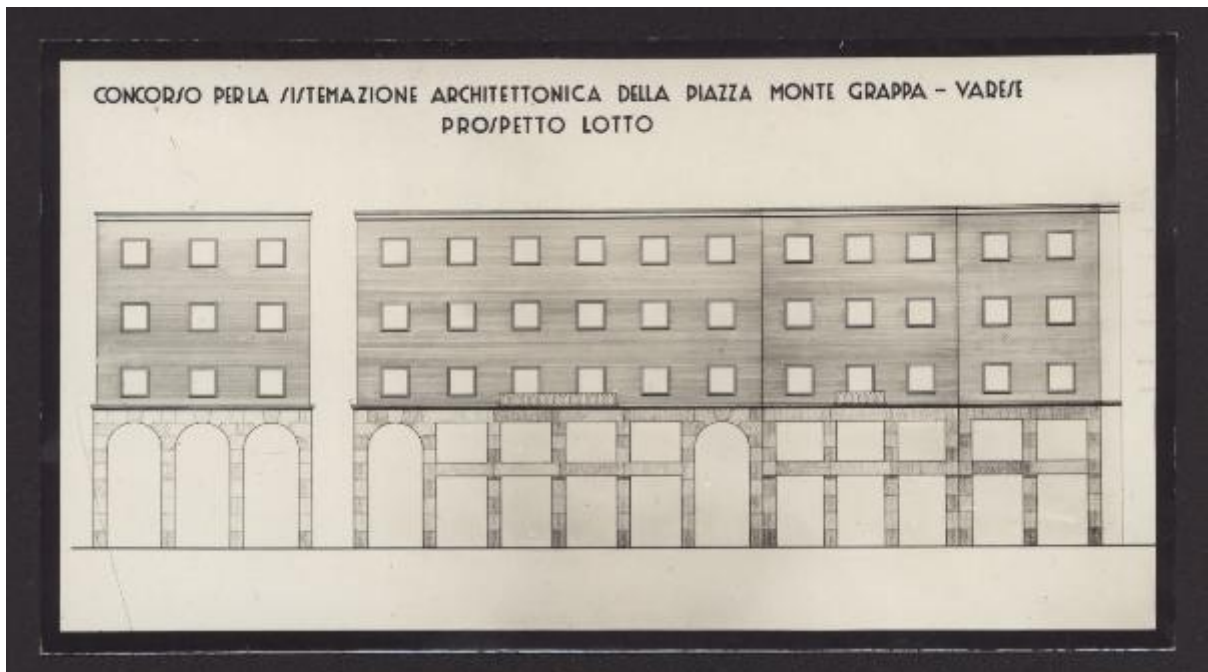 CONCORSO PER LA SISTEMAZIONE ARCHITETTONICA DELLA PIAZZA MONTE GRAPPA - VARESE
PROSPETTO LOTTO